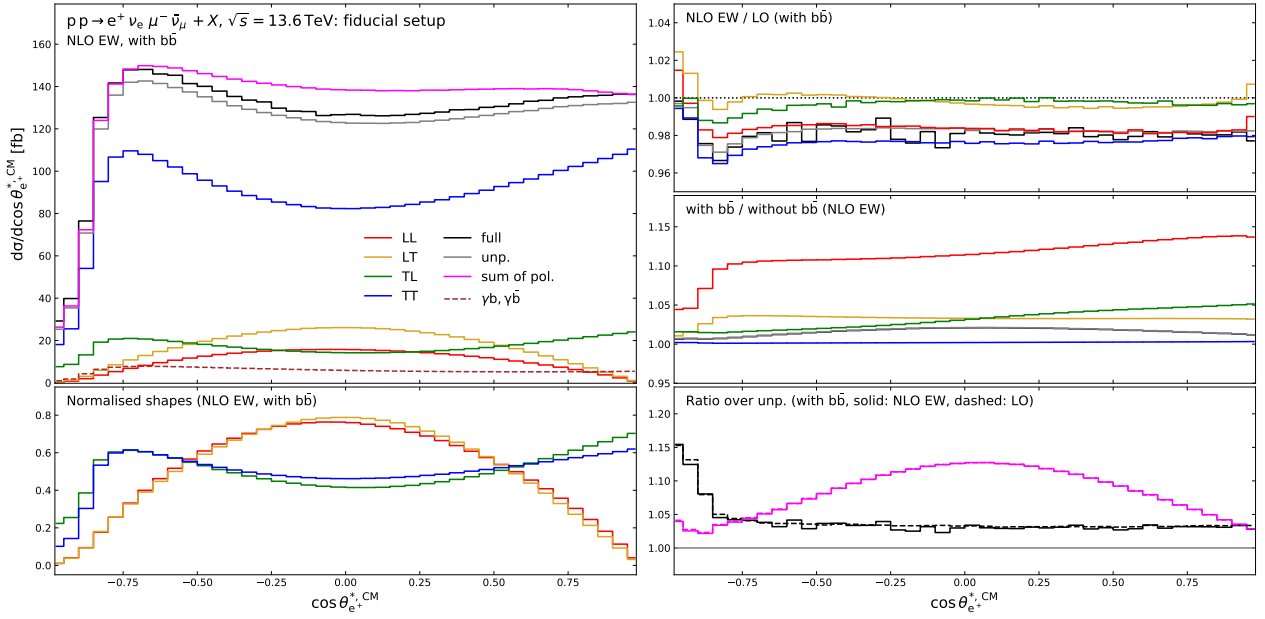 p p → e⁺ νₑ μ⁻ ν̄_μ + X, √s = 13.6 TeV: fiducial setup
NLO EW, with bb̄
dσ/dcosθ*,CM e⁺ [fb]
160
140
120
100
80
60
40
20
0
LL
LT
TL
TT
full
unp.
sum of pol.
γb, γb̄
Normalised shapes (NLO EW, with bb̄)
0.8
0.6
0.4
0.2
0.0
−0.75 −0.50 −0.25 0.00 0.25 0.50 0.75
cosθ*,CM e⁺
NLO EW / LO (with bb̄)
1.04
1.02
1.00
0.98
0.96
with bb̄ / without bb̄ (NLO EW)
1.15
1.10
1.05
1.00
0.95
Ratio over unp. (with bb̄, solid: NLO EW, dashed: LO)
1.20
1.15
1.10
1.05
1.00
−0.75 −0.50 −0.25 0.00 0.25 0.50 0.75
cosθ*,CM e⁺